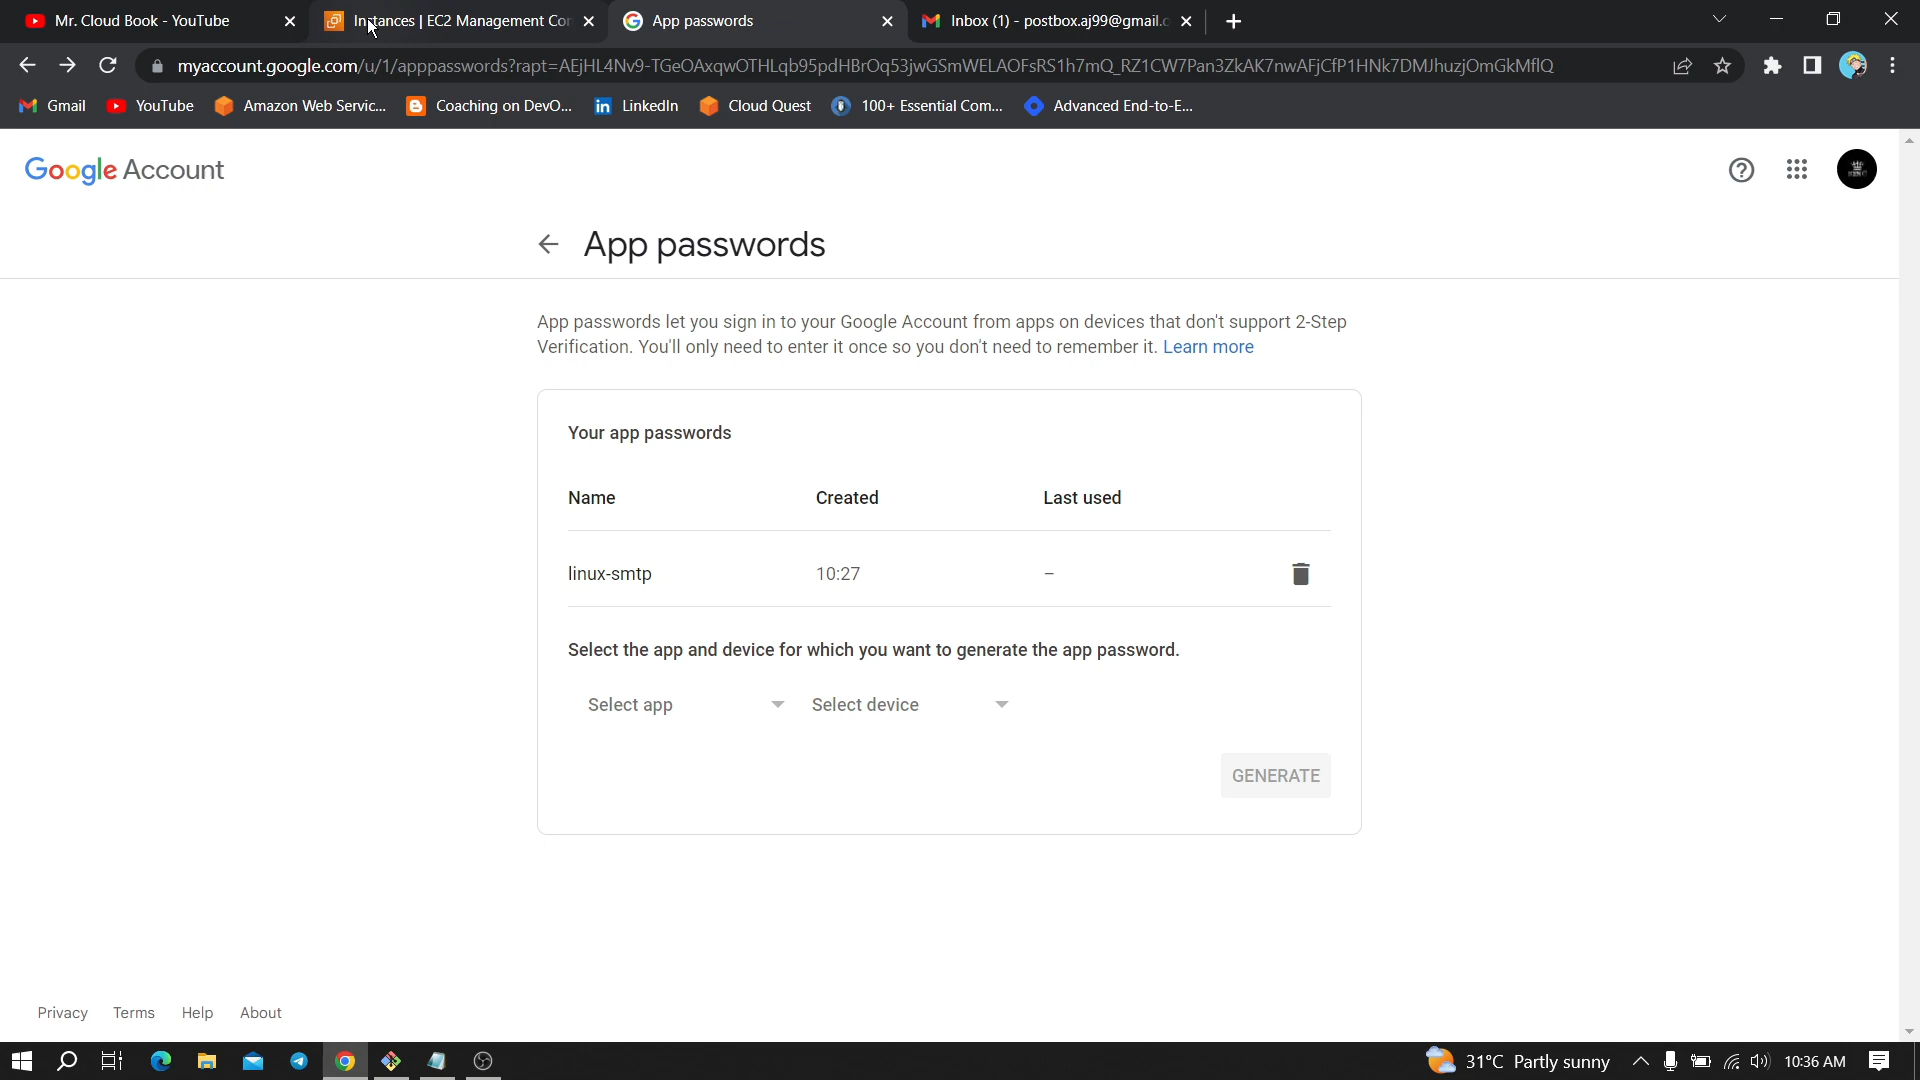 Mr. Cloud Book - YouTube
Instances | EC2 Management Con
App passwords
Inbox (1) - postbox.aj99@gmail.c
myaccount.google.com/u/1/apppasswords?rapt=AEjHL4Nv9-TGeOAxqwOTHLqb95pdHBrOq53jwGSmWELAOFsRS1h7mQ_RZ1CW7Pan3ZkAK7nwAFjCfP1HNk7DMJhuzjOmGkMflQ
Gmail
YouTube
Amazon Web Servic...
Coaching on DevO...
LinkedIn
Cloud Quest
100+ Essential Com...
Advanced End-to-E...
Google Account
App passwords
App passwords let you sign in to your Google Account from apps on devices that don't support 2-Step
Verification. You'll only need to enter it once so you don't need to remember it. Learn more
Your app passwords
Name Created Last used
linux-smtp 10:27 –
Select the app and device for which you want to generate the app password.
Select app Select device
GENERATE
Privacy Terms Help About
31°C Partly sunny
10:36 AM